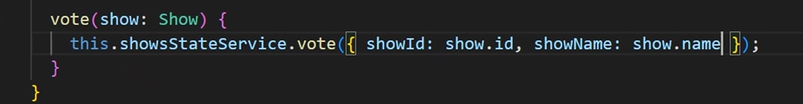 vote(show: Show) {
this.showsStateService.vote({ showId: show.id, showName: show.name });
}
}